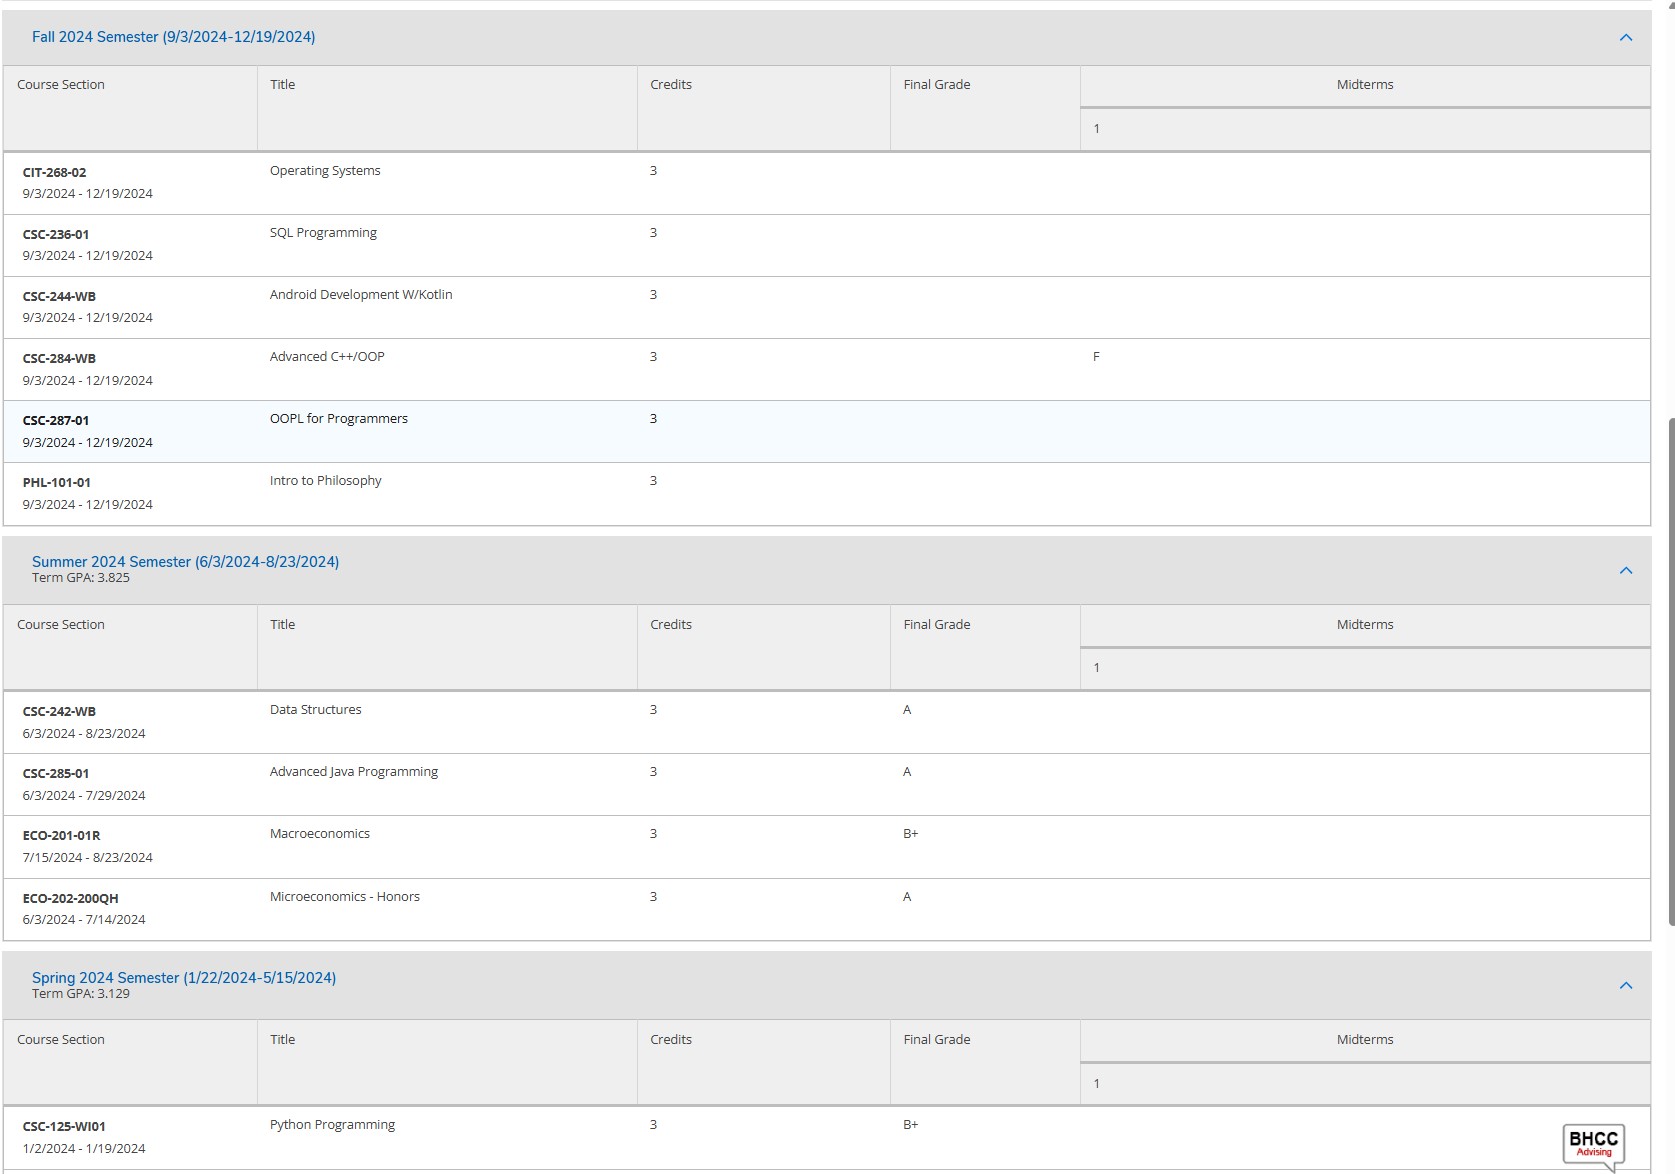 Fall 2024 Semester (9/3/2024-12/19/2024)
Course Section Title Credits Final Grade Midterms
1
CIT-268-02 Operating Systems 3
9/3/2024 - 12/19/2024
CSC-236-01 SQL Programming 3
9/3/2024 - 12/19/2024
CSC-244-WB Android Development W/Kotlin 3
9/3/2024 - 12/19/2024
CSC-284-WB Advanced C++/OOP 3 F
9/3/2024 - 12/19/2024
CSC-287-01 OOPL for Programmers 3
9/3/2024 - 12/19/2024
PHL-101-01 Intro to Philosophy 3
9/3/2024 - 12/19/2024
Summer 2024 Semester (6/3/2024-8/23/2024)
Term GPA: 3.825
Course Section Title Credits Final Grade Midterms
1
CSC-242-WB Data Structures 3 A
6/3/2024 - 8/23/2024
CSC-285-01 Advanced Java Programming 3 A
6/3/2024 - 7/29/2024
ECO-201-01R Macroeconomics 3 B+
7/15/2024 - 8/23/2024
ECO-202-200QH Microeconomics - Honors 3 A
6/3/2024 - 7/14/2024
Spring 2024 Semester (1/22/2024-5/15/2024)
Term GPA: 3.129
Course Section Title Credits Final Grade Midterms
1
CSC-125-WI01 Python Programming 3 B+
1/2/2024 - 1/19/2024
BHCC
Advising